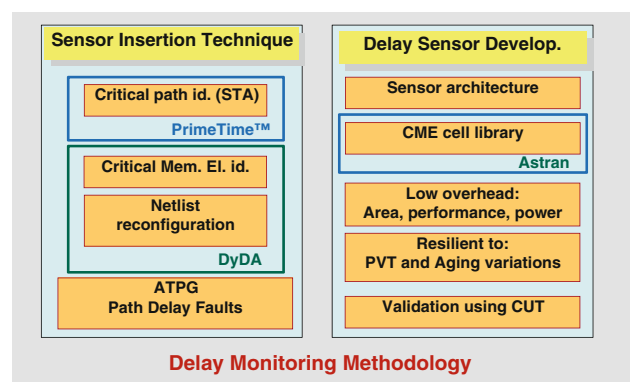 Sensor Insertion Technique
Critical path id. (STA)
PrimeTime™
Critical Mem. El. id.
Netlist
reconfiguration
DyDA
ATPG
Path Delay Faults
Delay Sensor Develop.
Sensor architecture
CME cell library
Astran
Low overhead:
Area, performance, power
Resilient to:
PVT and Aging variations
Validation using CUT
Delay Monitoring Methodology